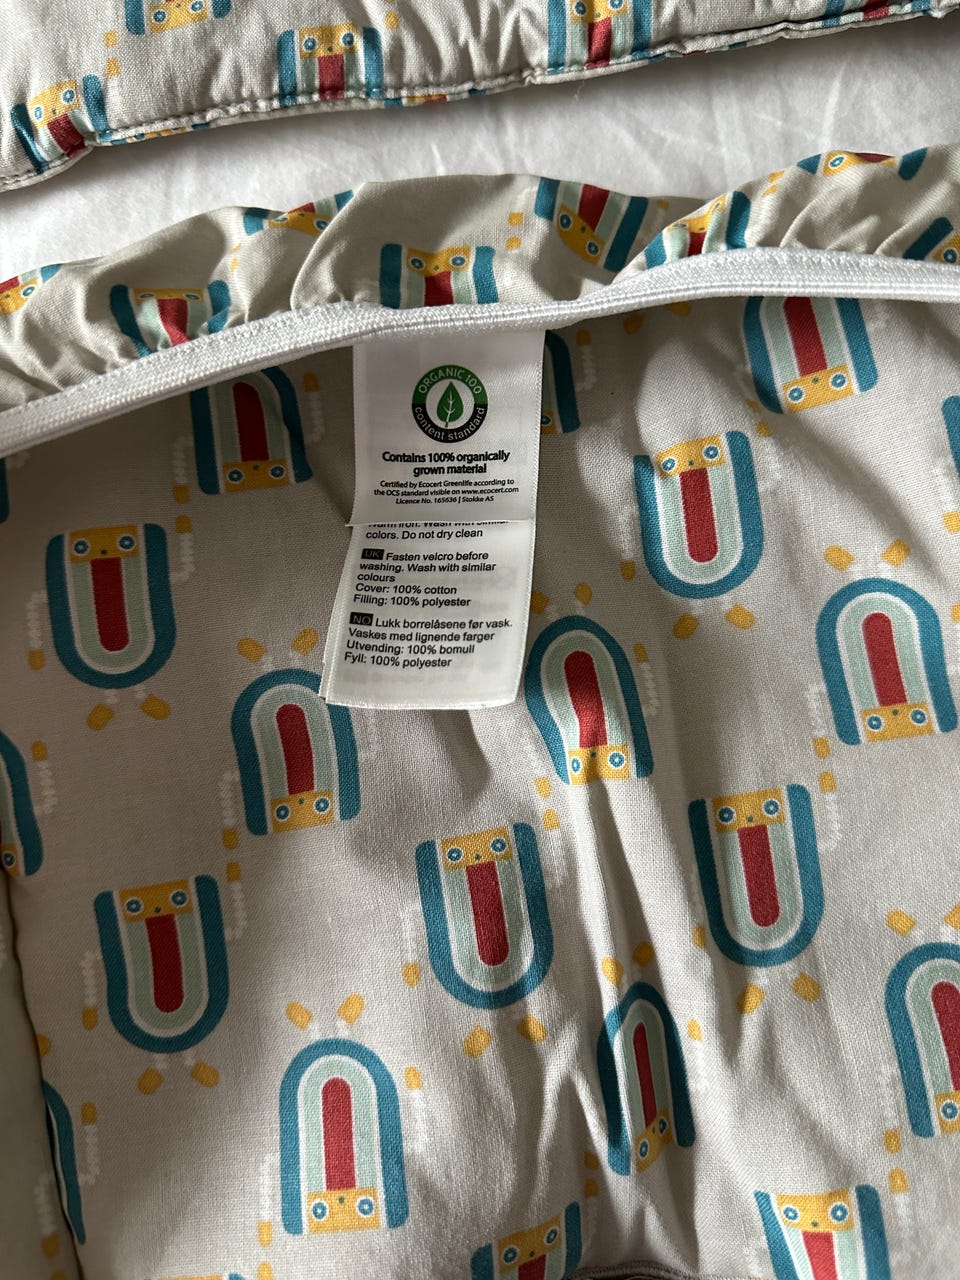 ORGANIC 100
content standard
Contains 100% organically
grown material
Certified by Ecocert Greenlife according to
the OCS standard visible on www.ecocert.com
Licence No. 165636 | Stokke AS
warm iron. Wash with similar
colors. Do not dry clean
UK Fasten velcro before
washing. Wash with similar
colours
Cover: 100% cotton
Filling: 100% polyester
NO Lukk borrelåsene før vask.
Vaskes med lignende farger
Utvending: 100% bomull
Fyll: 100% polyester